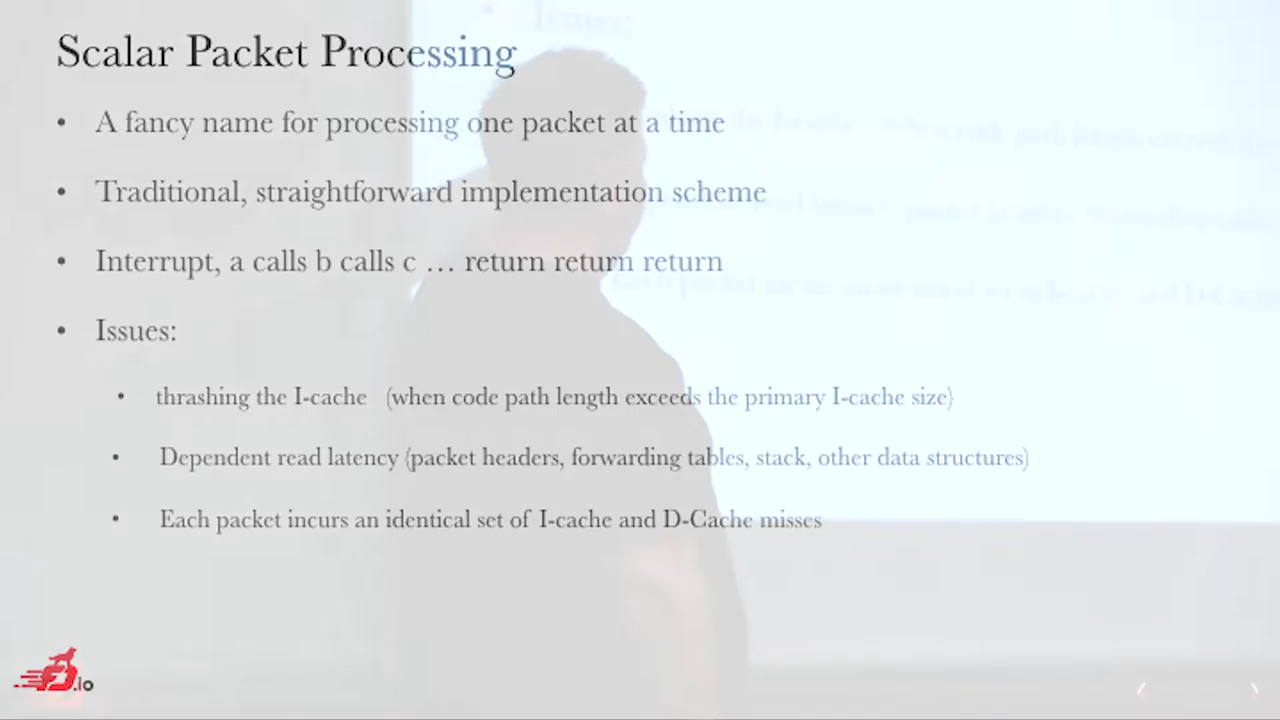 Scalar Packet Processing
• A fancy name for processing one packet at a time
• Traditional, straightforward implementation scheme
• Interrupt, a calls b calls c … return return return
• Issues:
• thrashing the I-cache (when code path length exceeds the primary I-cache size)
• Dependent read latency (packet headers, forwarding tables, stack, other data structures)
• Each packet incurs an identical set of I-cache and D-Cache misses
.io